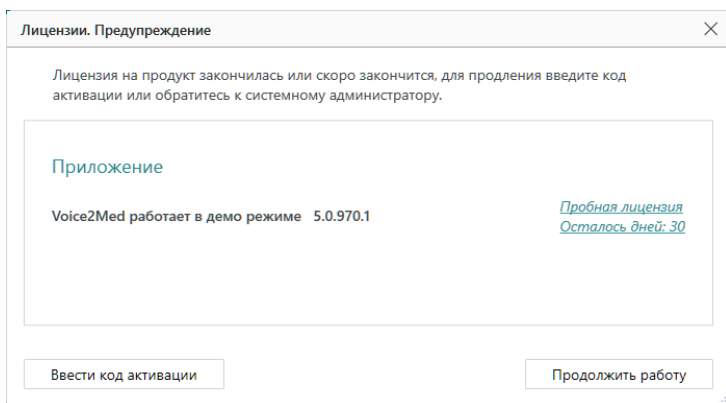 Лицензии. Предупреждение
Лицензия на продукт закончилась или скоро закончится, для продления введите код
активации или обратитесь к системному администратору.
Приложение
Voice2Med работает в демо режиме 5.0.970.1
Пробная лицензия
Осталось дней: 30
Ввести код активации
Продолжить работу